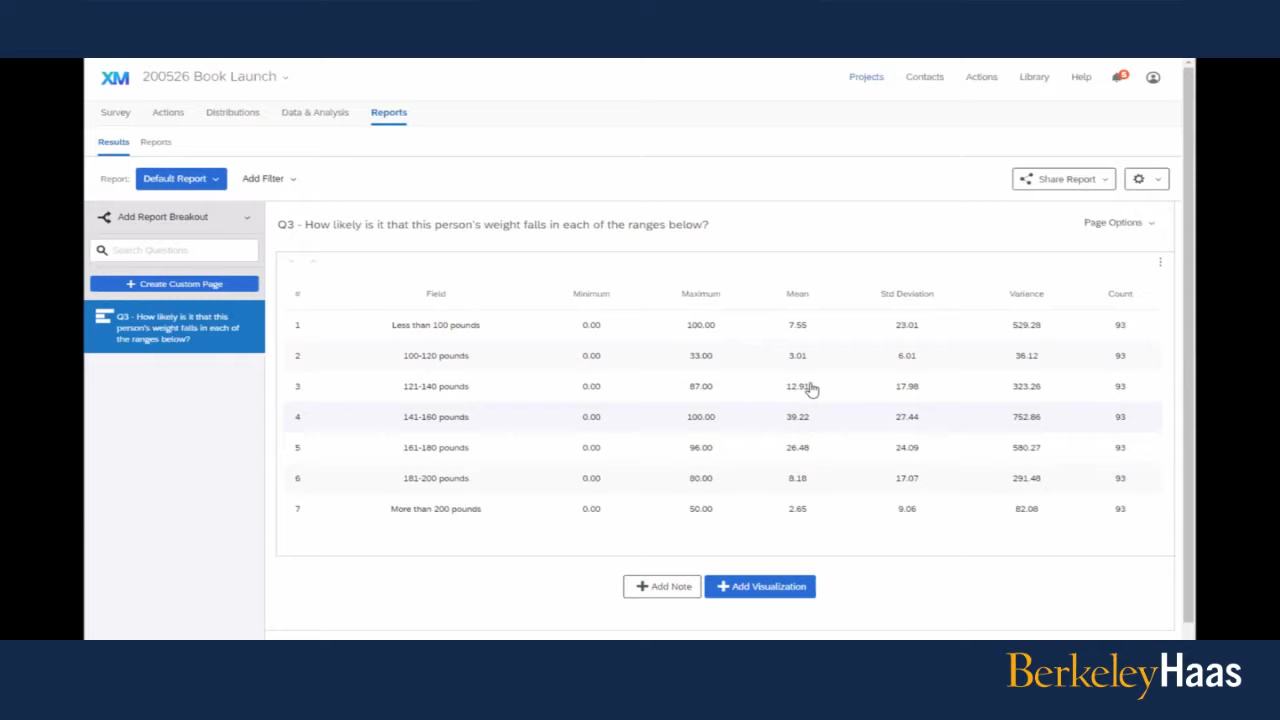 XM 200526 Book Launch
Projects Contacts Actions Library Help 5
Survey Actions Distributions Data & Analysis Reports
Results Reports
Report: Default Report Add Filter Share Report
Add Report Breakout
Search Questions
Create Custom Page
Q3 - How likely is it that this
person's weight falls in each of
the ranges below?
Q3 - How likely is it that this person's weight falls in each of the ranges below?
Page Options
# Field Minimum Maximum Mean Std Deviation Variance Count
1 Less than 100 pounds 0.00 100.00 7.55 23.01 529.28 93
2 100-120 pounds 0.00 33.00 3.01 6.01 36.12 93
3 121-140 pounds 0.00 87.00 12.91 17.98 323.26 93
4 141-160 pounds 0.00 100.00 39.22 27.44 752.86 93
5 161-180 pounds 0.00 96.00 26.48 24.09 580.27 93
6 181-200 pounds 0.00 80.00 8.18 17.07 291.48 93
7 More than 200 pounds 0.00 50.00 2.65 9.06 82.08 93
Add Note Add Visualization
BerkeleyHaas